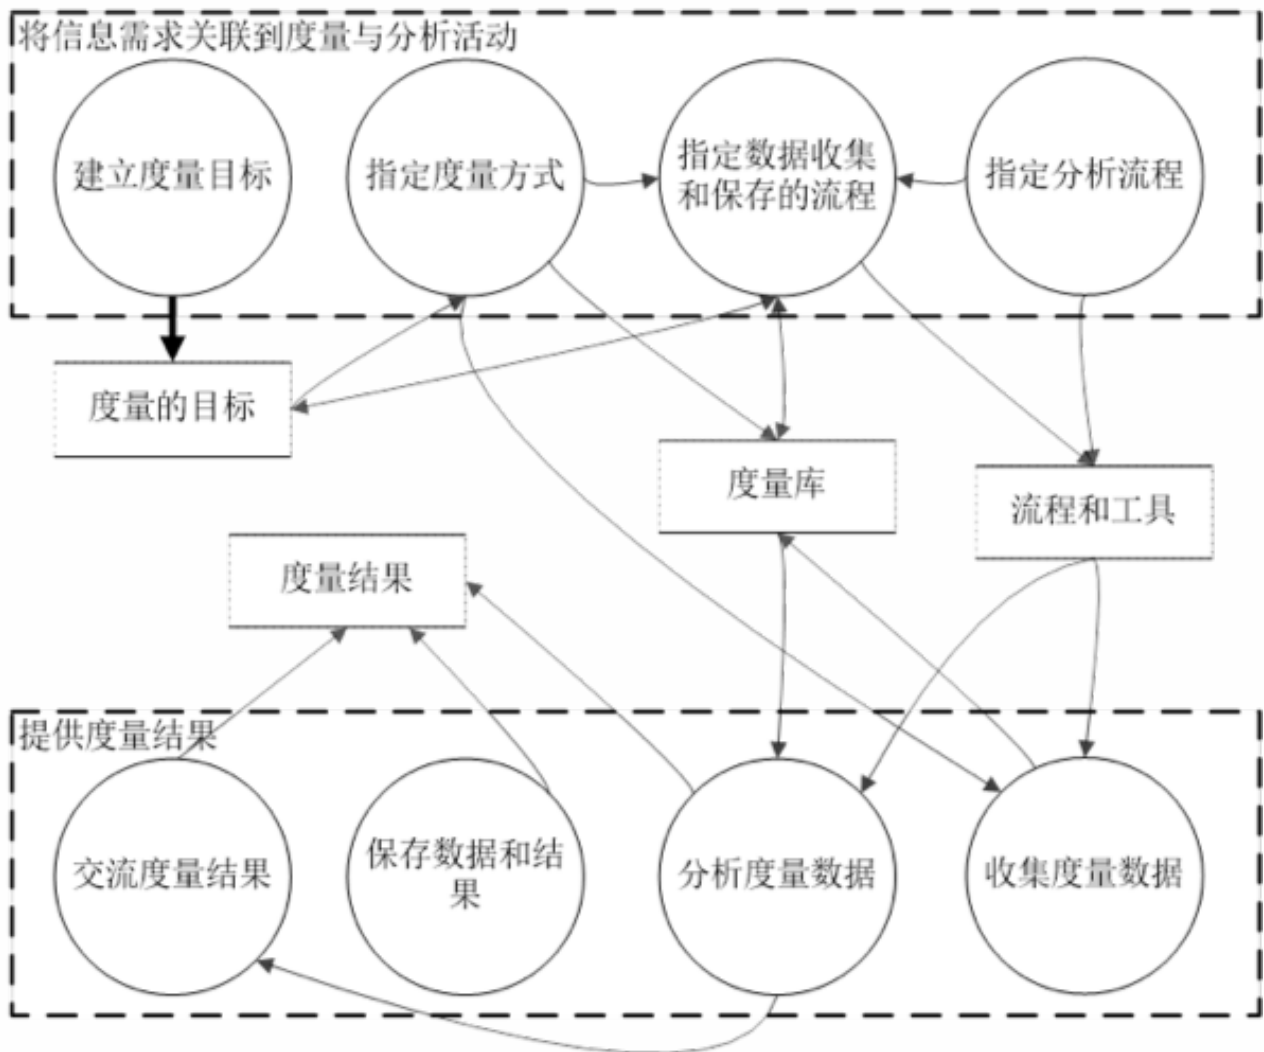 将信息需求关联到度量与分析活动
建立度量目标
指定度量方式
指定数据收集
和保存的流程
指定分析流程
度量的目标
度量库
流程和工具
度量结果
提供度量结果
交流度量结果
保存数据和结
果
分析度量数据
收集度量数据